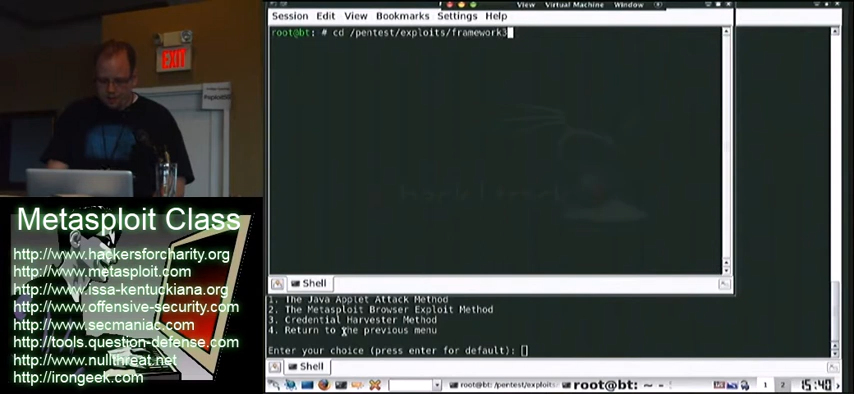 EXIT
Metasploit Class
http://www.hackersforcharity.org
http://www.metasploit.com
http://www.issa-kentuckiana.org
http://www.offensive-security.com
http://www.secmaniac.com
http://tools.question-defense.com
http://www.nullthreat.net
http://irongeek.com
View Virtual Machine Window
Session Edit View Bookmarks Settings Help
root@bt: # cd /pentest/exploits/framework3
Shell
1. The Java Applet Attack Method
2. The Metasploit Browser Exploit Method
3. Credential Harvester Method
4. Return to the previous menu
Enter your choice (press enter for default):
Shell
root@bt: /pentest/exploits
root@bt: ~ -
1 2 15:40